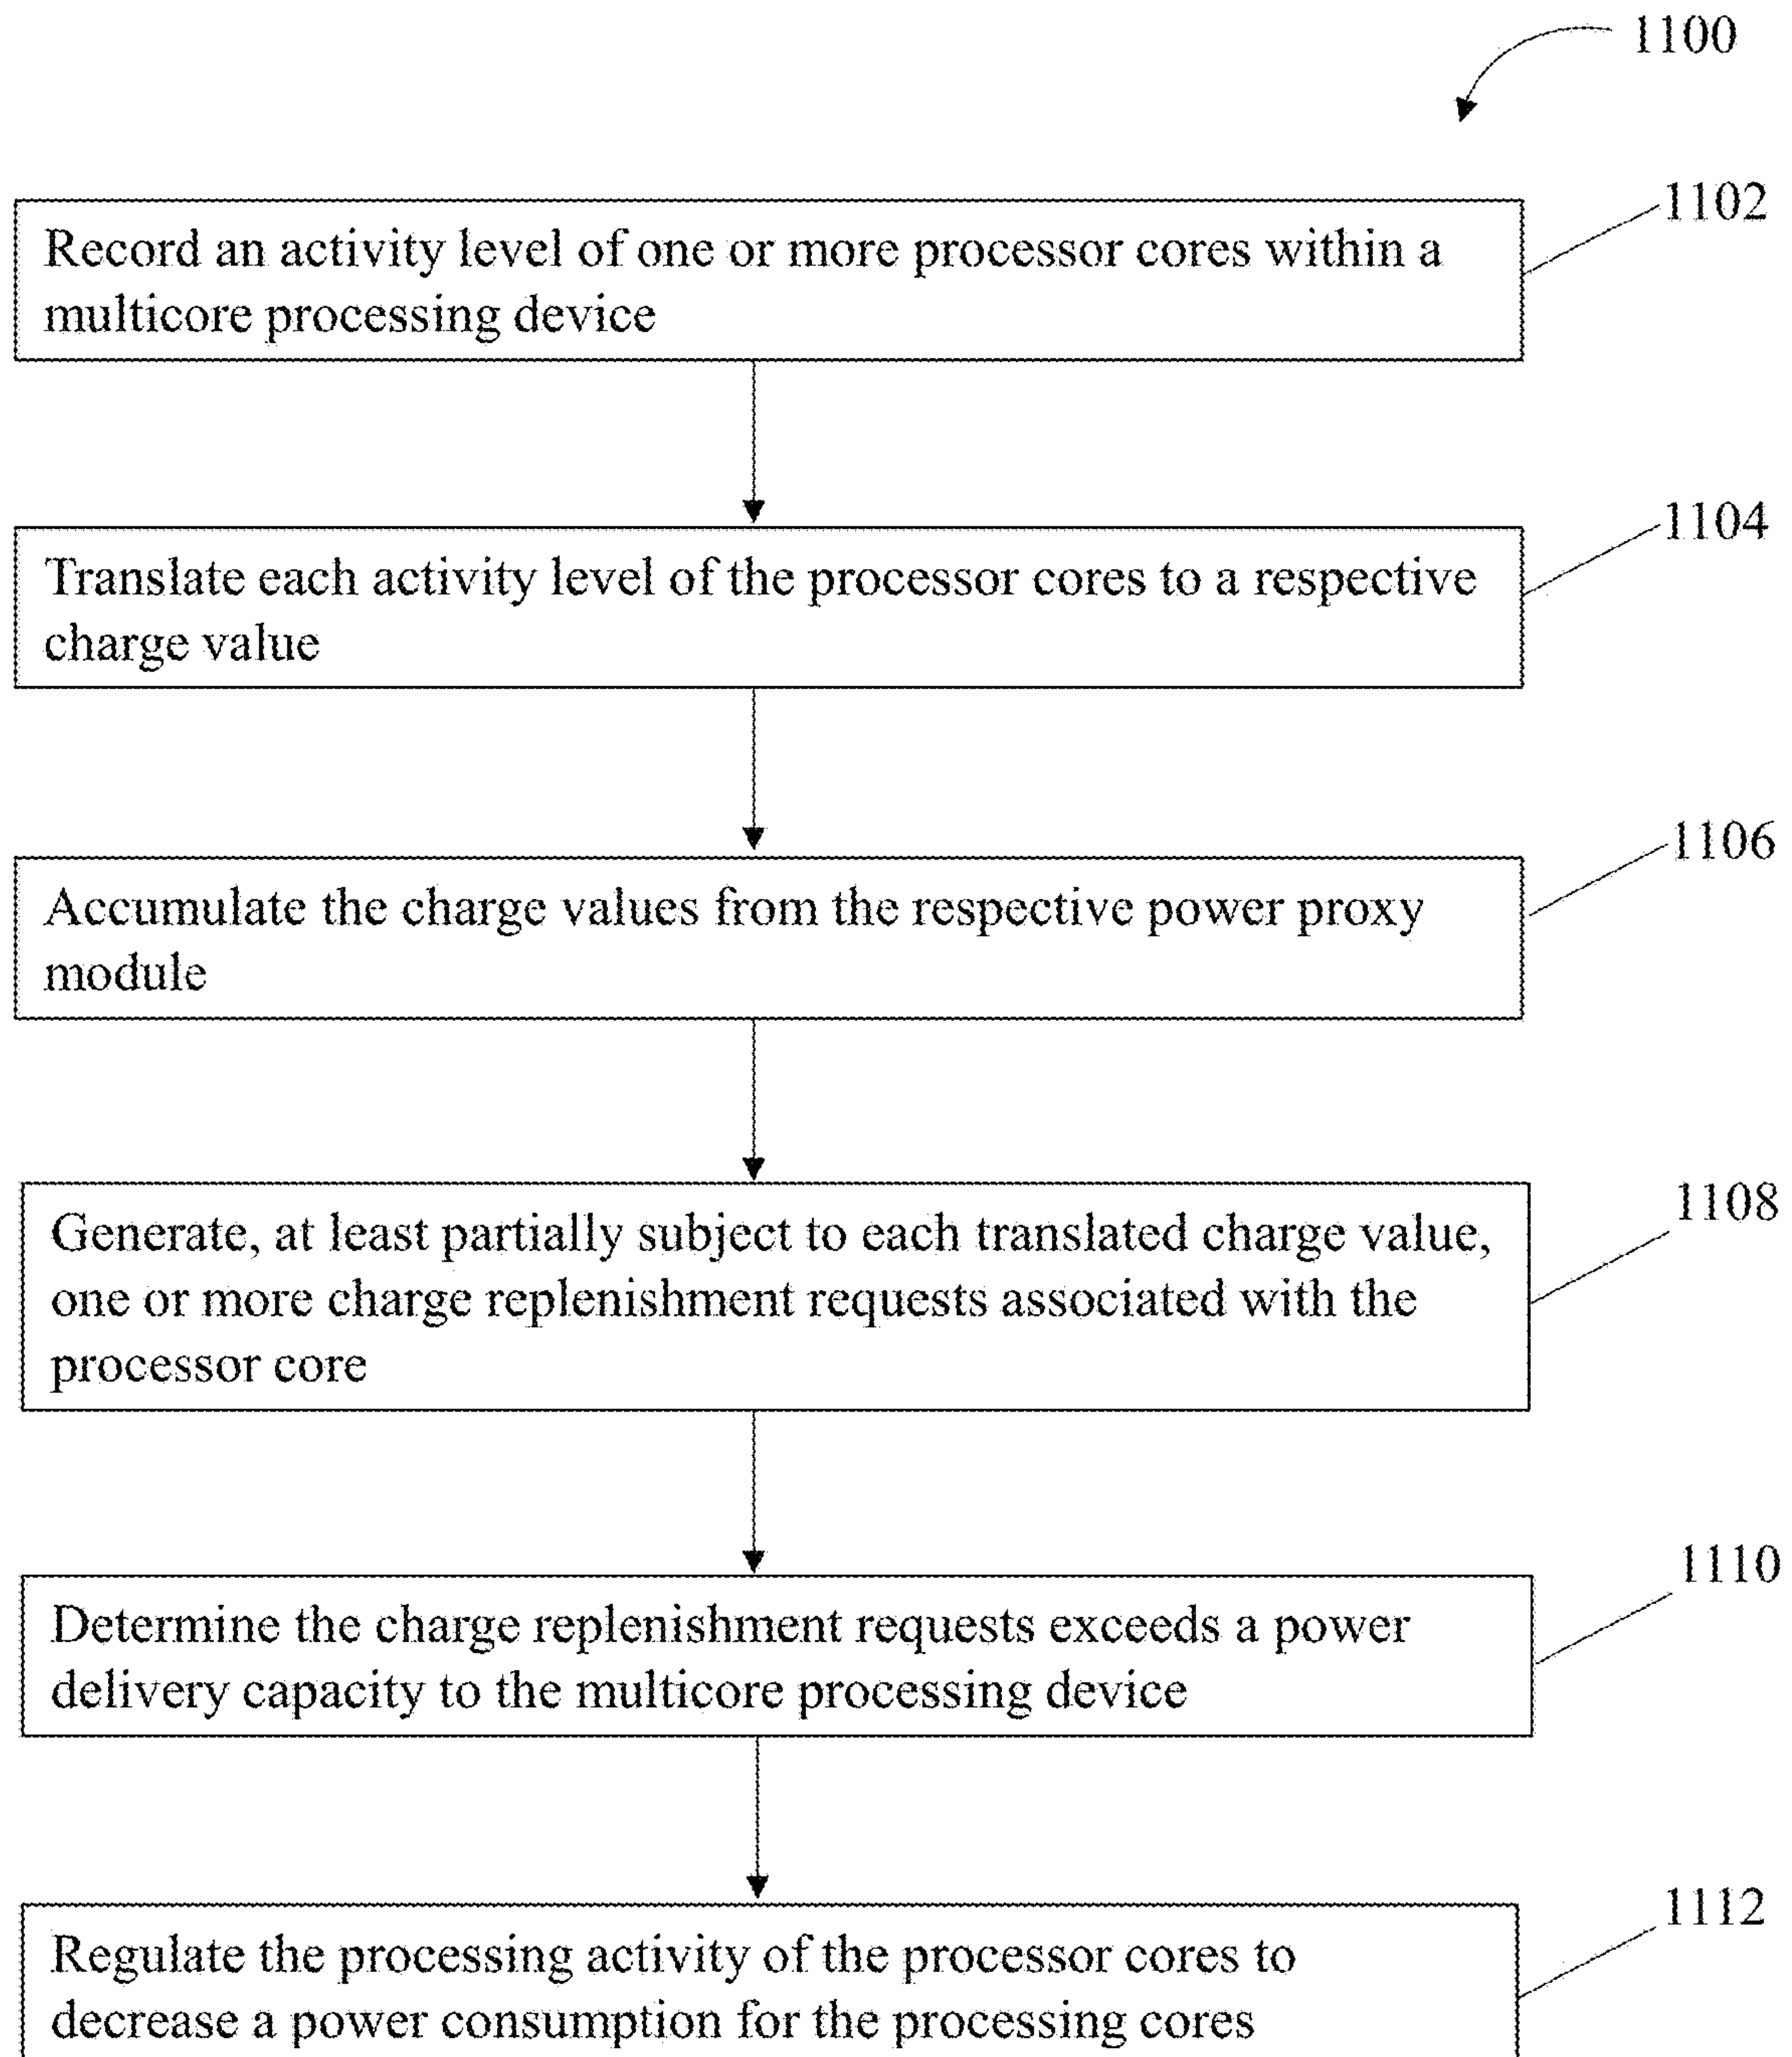 1100
1102
Record an activity level of one or more processor cores within a
multicore processing device
1104
Translate each activity level of the processor cores to a respective
charge value
1106
Accumulate the charge values from the respective power proxy
module
1108
Generate, at least partially subject to each translated charge value,
one or more charge replenishment requests associated with the
processor core
1110
Determine the charge replenishment requests exceeds a power
delivery capacity to the multicore processing device
1112
Regulate the processing activity of the processor cores to
decrease a power consumption for the processing cores